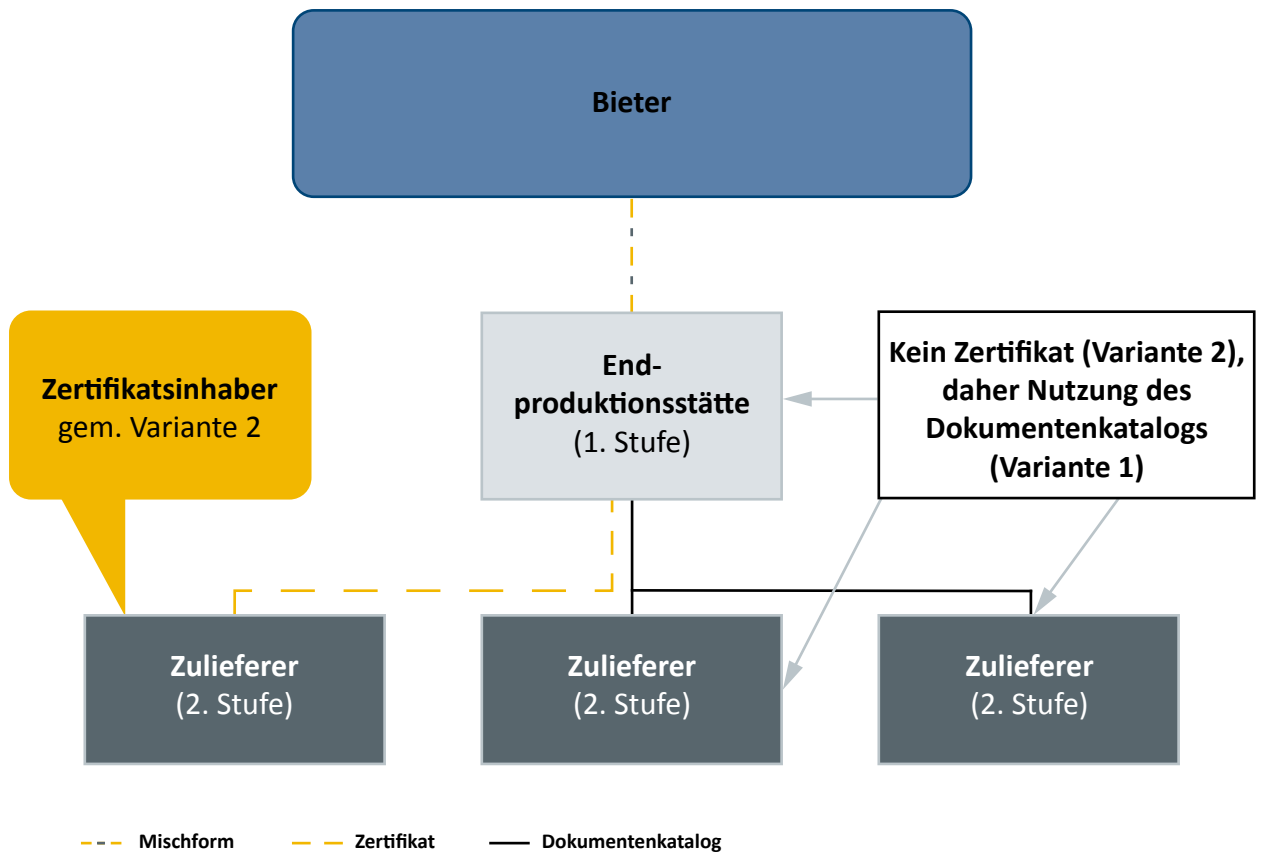 Bieter
Zertifikatsinhaber
gem. Variante 2
End-
produktionsstätte
(1. Stufe)
Kein Zertifikat (Variante 2),
daher Nutzung des
Dokumentenkatalogs
(Variante 1)
Zulieferer
(2. Stufe)
Zulieferer
(2. Stufe)
Zulieferer
(2. Stufe)
Mischform
Zertifikat
Dokumentenkatalog